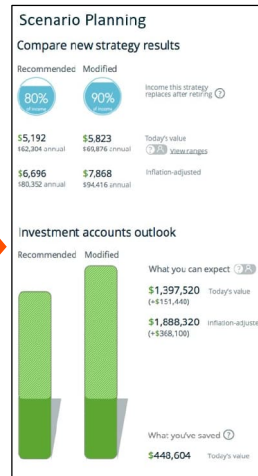 Scenario Planning
Compare new strategy results
Recommended Modified
80% 90%
of income of income
Income this strategy
replaces after retiring ?
$5,192 $5,823 Today's value
$62,304 annual $69,876 annual ? View ranges
$6,696 $7,868 Inflation-adjusted
$80,352 annual $94,416 annual
Investment accounts outlook
Recommended Modified
What you can expect ?
$1,397,520 Today's value
(+$151,440)
$1,888,320 Inflation-adjuste
(+$368,100)
What you've saved ?
$448,604 Today's value